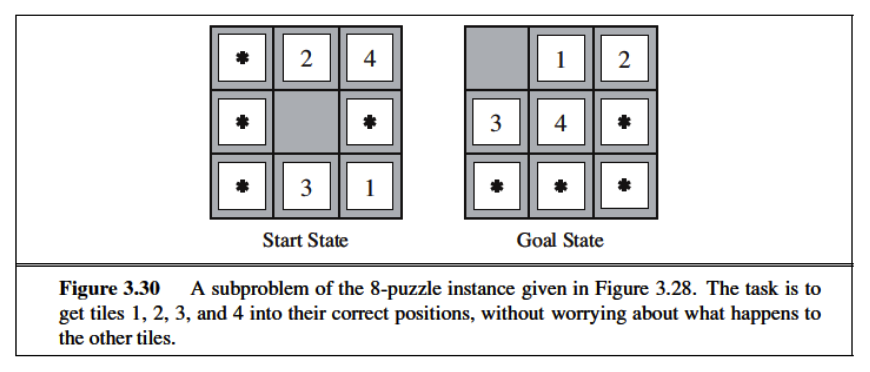 * 2 4
* *
* 3 1
Start State
1 2
3 4 *
* * *
Goal State
Figure 3.30 A subproblem of the 8-puzzle instance given in Figure 3.28. The task is to
get tiles 1, 2, 3, and 4 into their correct positions, without worrying about what happens to
the other tiles.